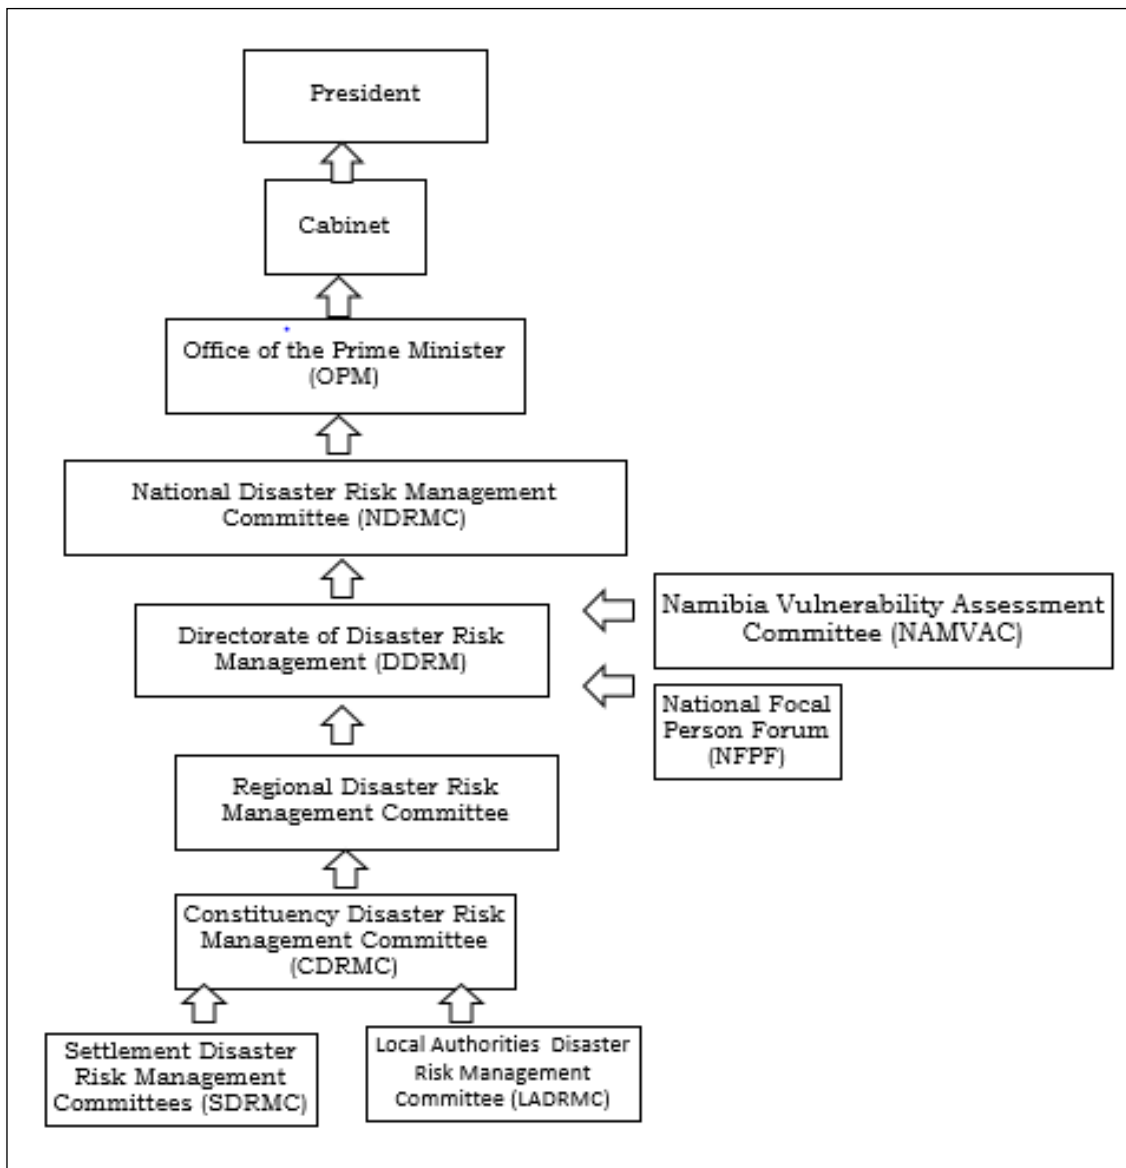 President
Cabinet
Office of the Prime Minister
(OPM)
National Disaster Risk Management
Committee (NDRMC)
Directorate of Disaster Risk
Management (DDRM)
Namibia Vulnerability Assessment
Committee (NAMVAC)
National Focal
Person Forum
(NFPF)
Regional Disaster Risk
Management Committee
Constituency Disaster Risk
Management Committee
(CDRMC)
Settlement Disaster
Risk Management
Committees (SDRMC)
Local Authorities Disaster
Risk Management
Committee (LADRMC)